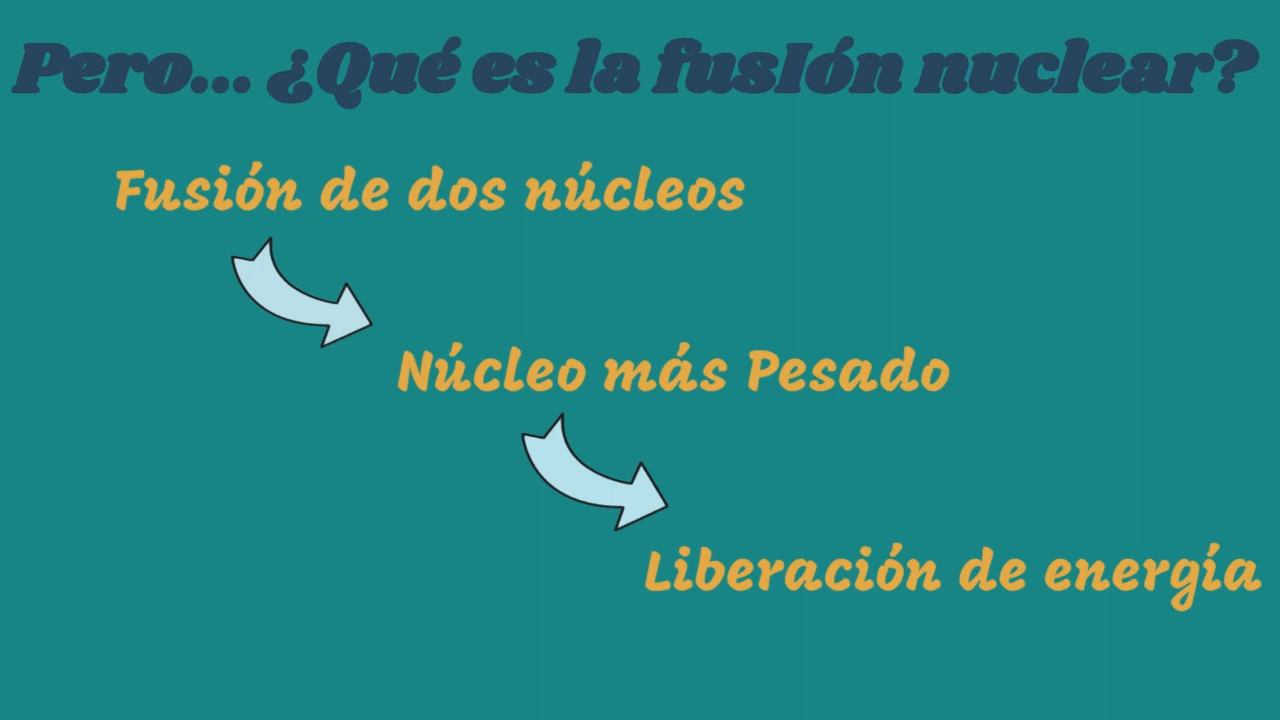 Pero... ¿Qué es la fusIón nuclear?
Fusión de dos núcleos
Núcleo más Pesado
Liberación de energía